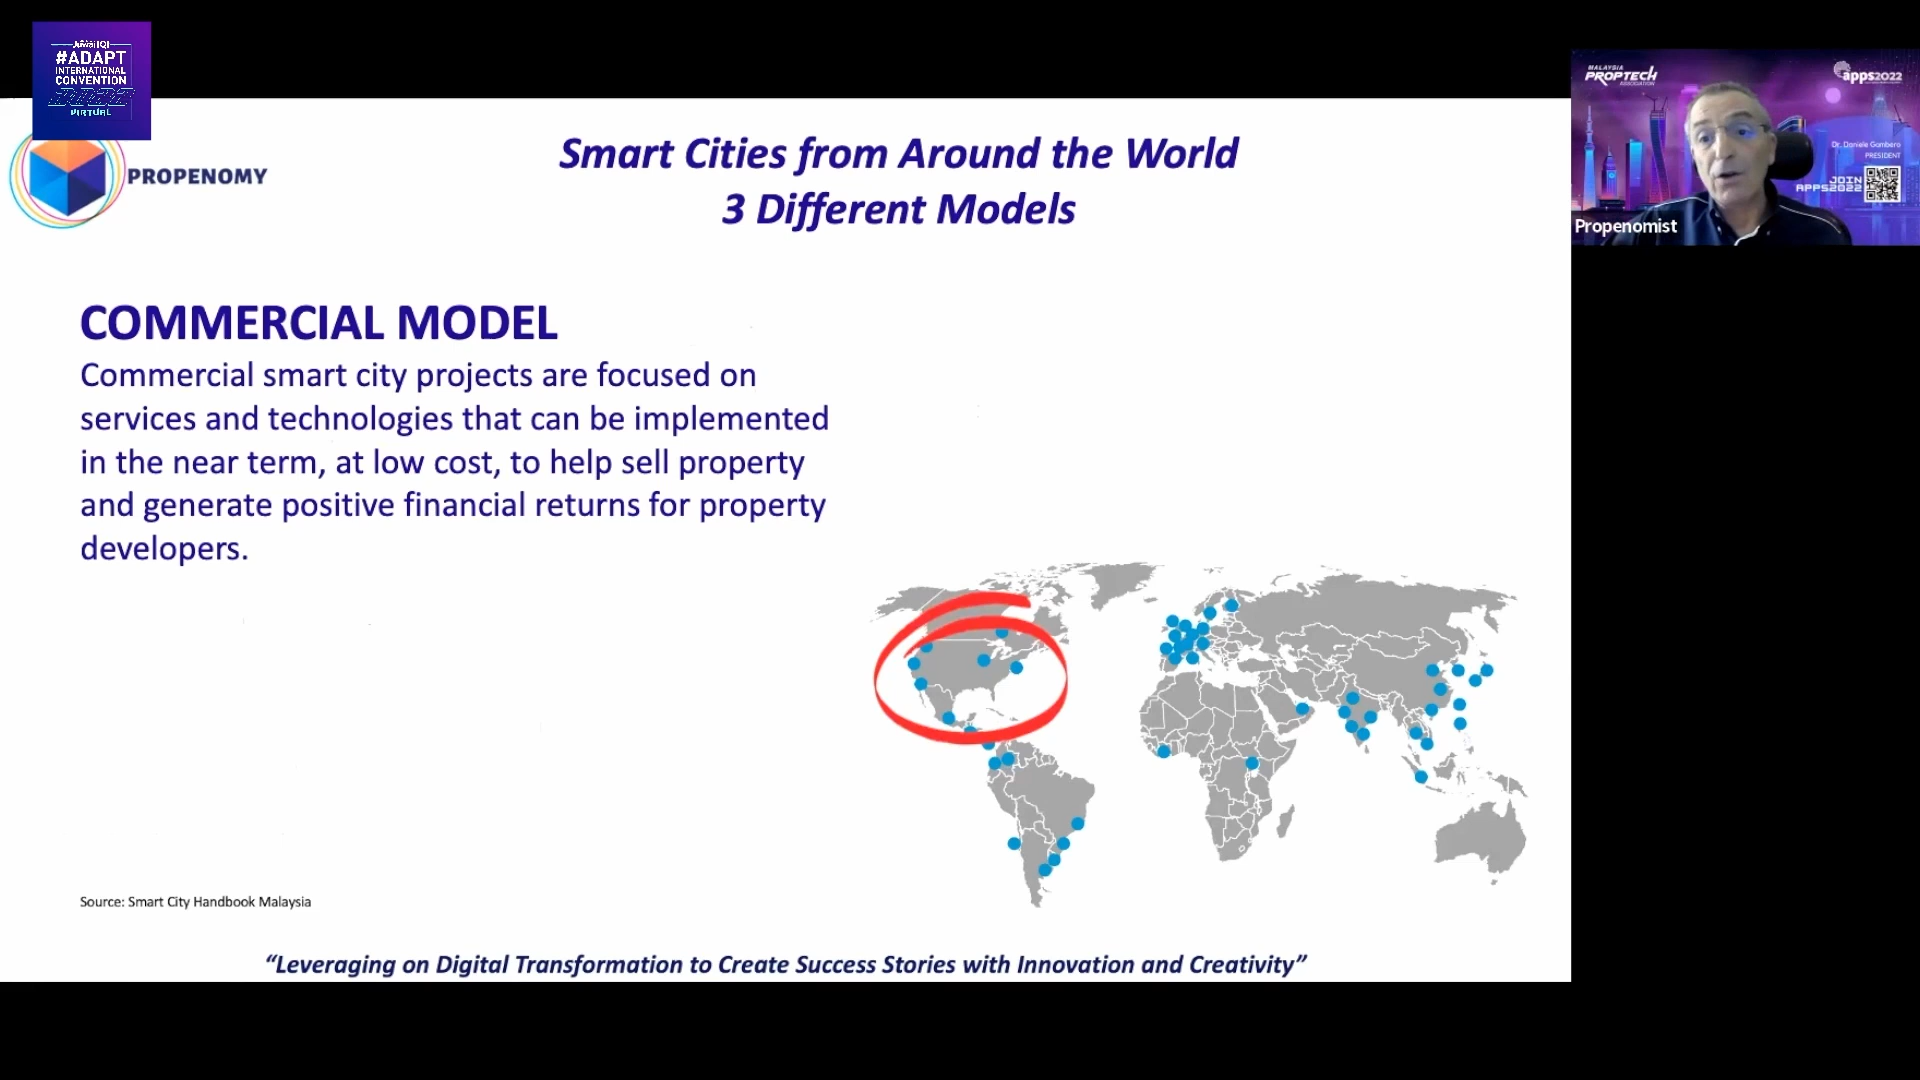 JUWAI IQI
#ADAPT
INTERNATIONAL
CONVENTION
2022
VIRTUAL
PROPENOMY
Smart Cities from Around the World
3 Different Models
COMMERCIAL MODEL
Commercial smart city projects are focused on
services and technologies that can be implemented
in the near term, at low cost, to help sell property
and generate positive financial returns for property
developers.
Source: Smart City Handbook Malaysia
“Leveraging on Digital Transformation to Create Success Stories with Innovation and Creativity”
MALAYSIA
PROPTECH
ASSOCIATION
apps2022
Dr. Daniele Gambero
PRESIDENT
JOIN
APPS2022
Propenomist